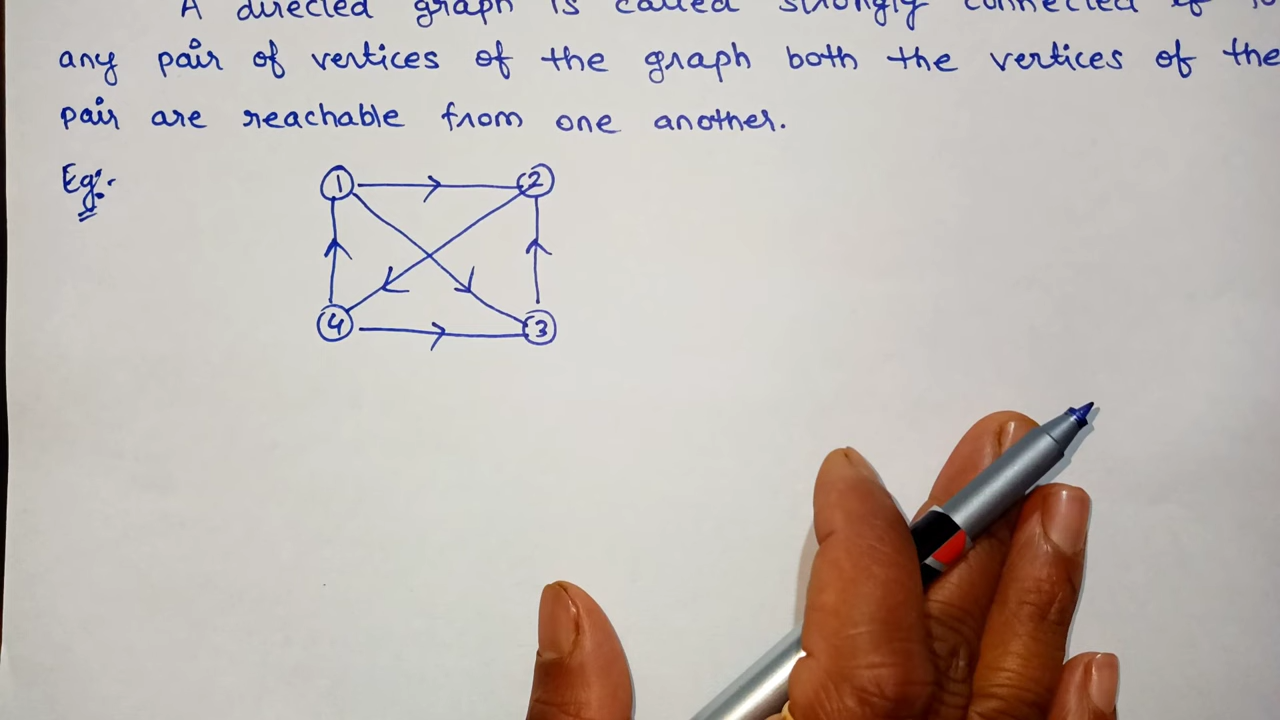 A directed graph is called strongly connected if
any pair of vertices of the graph both the vertices of the
pair are reachable from one another.
Eg:-
1 2
4 3